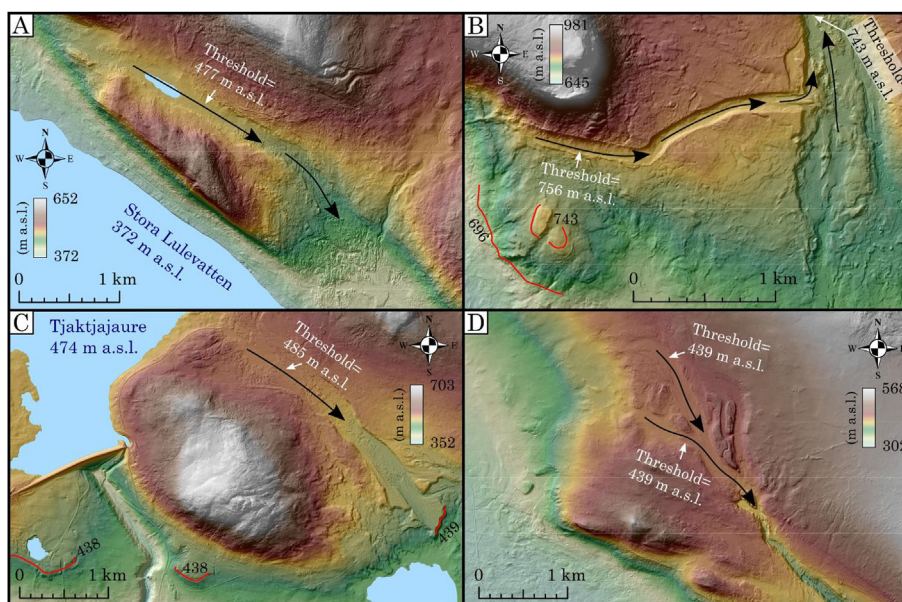 A
N
W
E
S
652
(m a.s.l.)
372
Threshold=
477 m a.s.l.
Stora Lulevatten
372 m a.s.l.
0
1 km
B
N
W
E
S
981
(m a.s.l.)
645
Threshold=
743 m a.s.l.
Threshold=
756 m a.s.l.
743
696
0
1 km
C
Tjaktjajaure
474 m a.s.l.
N
W
E
S
703
(m a.s.l.)
352
Threshold=
485 m a.s.l.
438
438
439
0
1 km
D
N
W
E
S
568
(m a.s.l.)
302
Threshold=
439 m a.s.l.
Threshold=
439 m a.s.l.
0
1 km